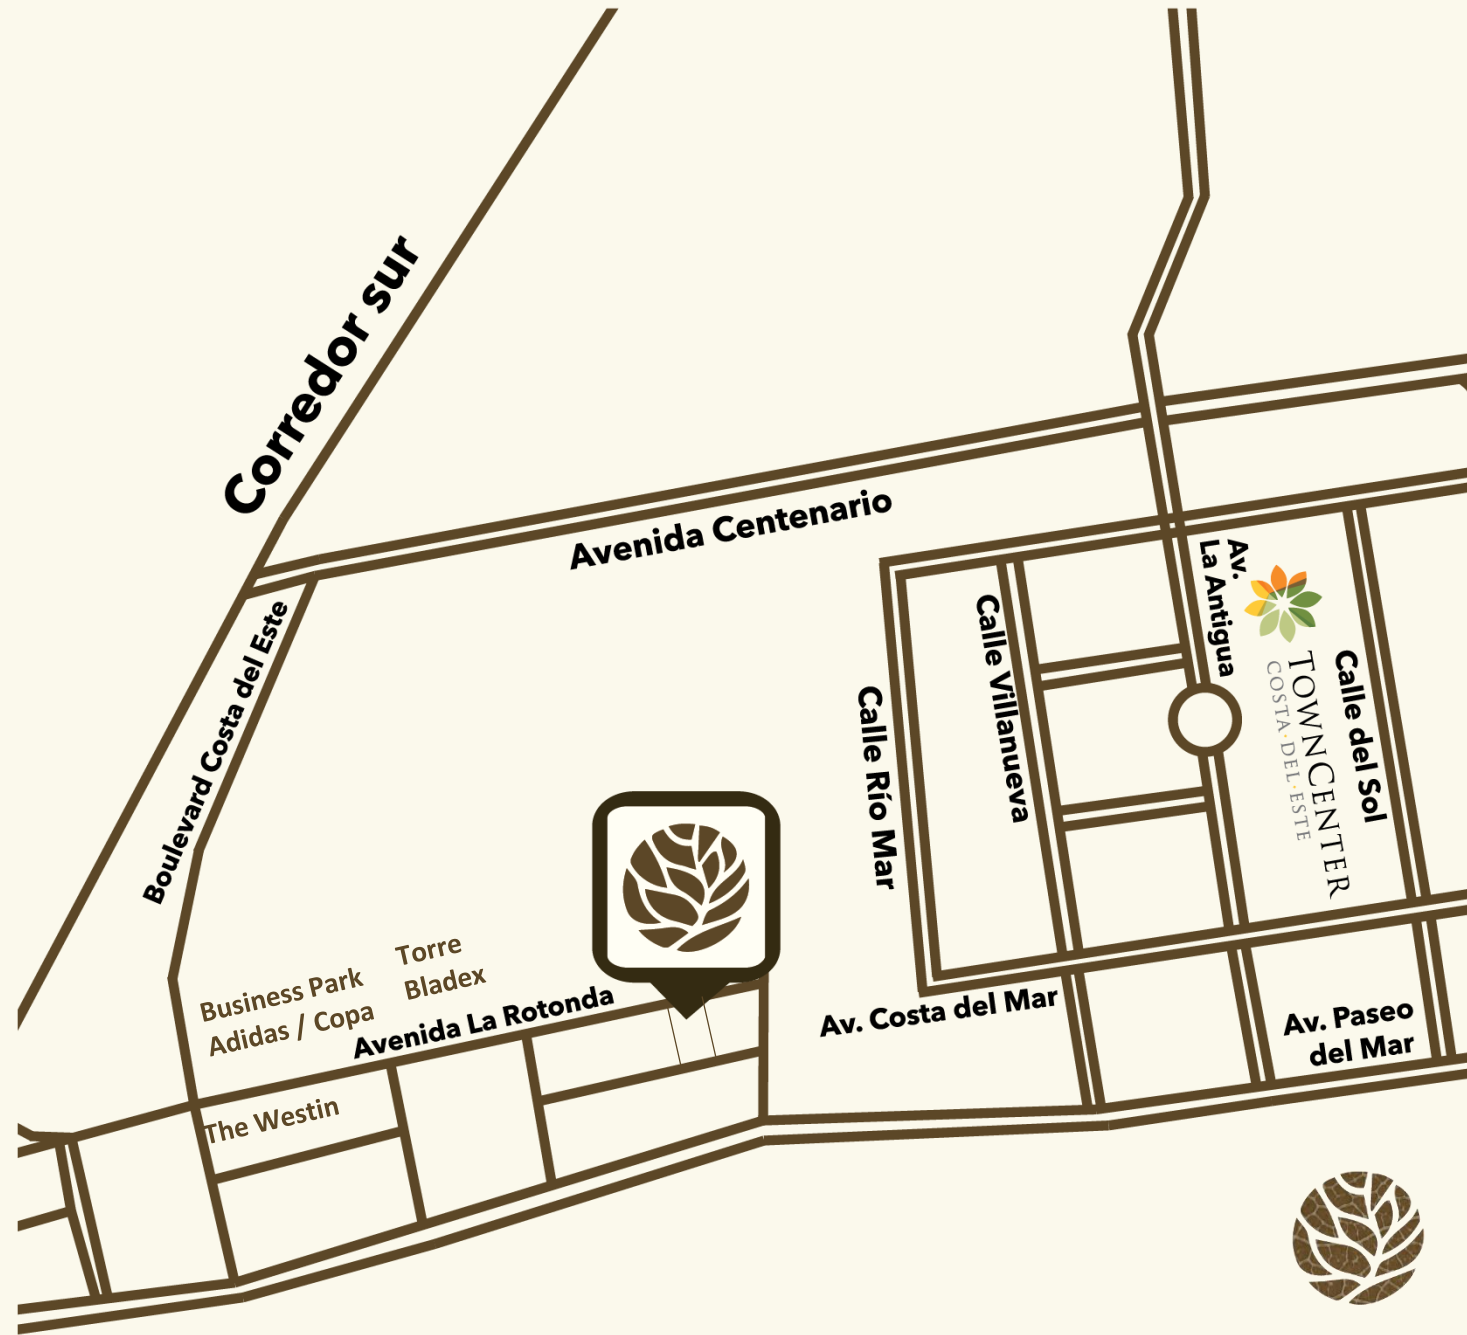 Corredor sur
Avenida Centenario
Boulevard Costa del Este
Av.
La Antigua
Calle Villanueva
Calle Río Mar
TOWNCENTER
COSTA·DEL·ESTE
Calle del Sol
Torre
Bladex
Business Park
Adidas / Copa
Avenida La Rotonda
Av. Costa del Mar
Av. Paseo
del Mar
The Westin